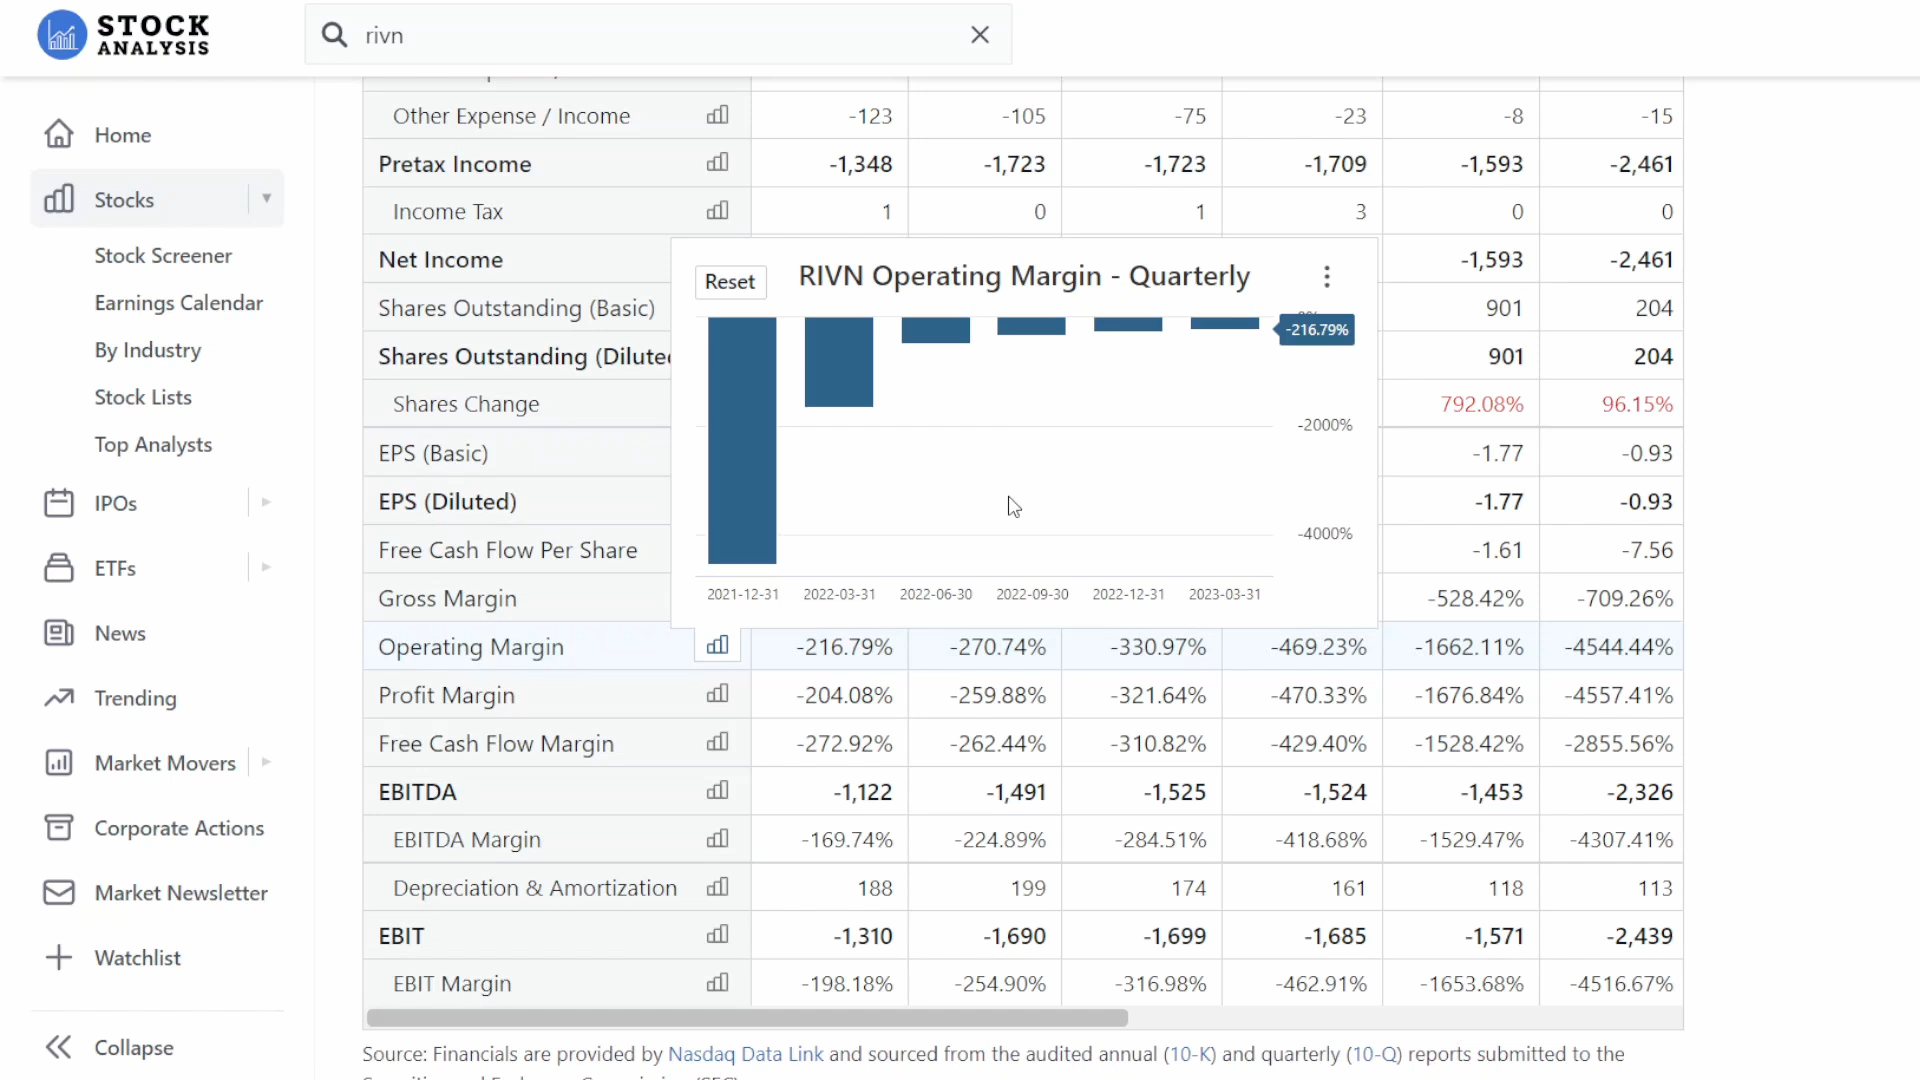 STOCK
ANALYSIS
rivn
Home
Stocks
Stock Screener
Earnings Calendar
By Industry
Stock Lists
Top Analysts
IPOs
ETFs
News
Trending
Market Movers
Corporate Actions
Market Newsletter
Watchlist
Collapse
Other Expense / Income -123 -105 -75 -23 -8 -15
Pretax Income -1,348 -1,723 -1,723 -1,709 -1,593 -2,461
Income Tax 1 0 1 3 0 0
Net Income -1,593 -2,461
Shares Outstanding (Basic) 901 204
Shares Outstanding (Dilute 901 204
Shares Change 792.08% 96.15%
EPS (Basic) -1.77 -0.93
EPS (Diluted) -1.77 -0.93
Free Cash Flow Per Share -1.61 -7.56
Gross Margin -528.42% -709.26%
Reset
RIVN Operating Margin - Quarterly
-216.79%
-2000%
-4000%
2021-12-31 2022-03-31 2022-06-30 2022-09-30 2022-12-31 2023-03-31
Operating Margin -216.79% -270.74% -330.97% -469.23% -1662.11% -4544.44%
Profit Margin -204.08% -259.88% -321.64% -470.33% -1676.84% -4557.41%
Free Cash Flow Margin -272.92% -262.44% -310.82% -429.40% -1528.42% -2855.56%
EBITDA -1,122 -1,491 -1,525 -1,524 -1,453 -2,326
EBITDA Margin -169.74% -224.89% -284.51% -418.68% -1529.47% -4307.41%
Depreciation & Amortization 188 199 174 161 118 113
EBIT -1,310 -1,690 -1,699 -1,685 -1,571 -2,439
EBIT Margin -198.18% -254.90% -316.98% -462.91% -1653.68% -4516.67%
Source: Financials are provided by Nasdaq Data Link and sourced from the audited annual (10-K) and quarterly (10-Q) reports submitted to the